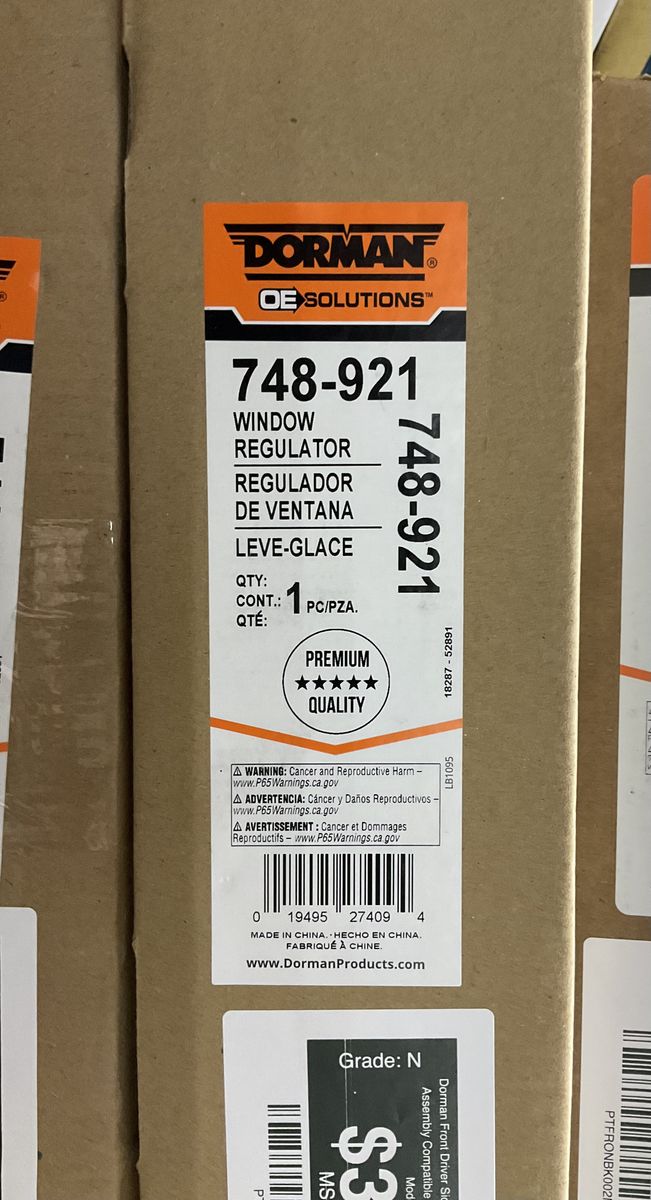 DORMAN®
OE SOLUTIONS™
748-921
WINDOW
REGULATOR
REGULADOR
DE VENTANA
LEVE-GLACE
748-921
QTY:
CONT.: 1 PC/PZA.
QTÉ:
PREMIUM
★★★★★
QUALITY
18287 - 52891
LB1095
⚠ WARNING: Cancer and Reproductive Harm –
www.P65Warnings.ca.gov
⚠ ADVERTENCIA: Cáncer y Daños Reproductivos –
www.P65Warnings.ca.gov
⚠ AVERTISSEMENT : Cancer et Dommages
Reproductifs – www.P65Warnings.ca.gov
0 19495 27409 4
MADE IN CHINA. · HECHO EN CHINA.
FABRIQUÉ À CHINE.
www.DormanProducts.com
Grade: N
Dorman Front Driver
Assembly Compatible
$3
PTFRONBK002